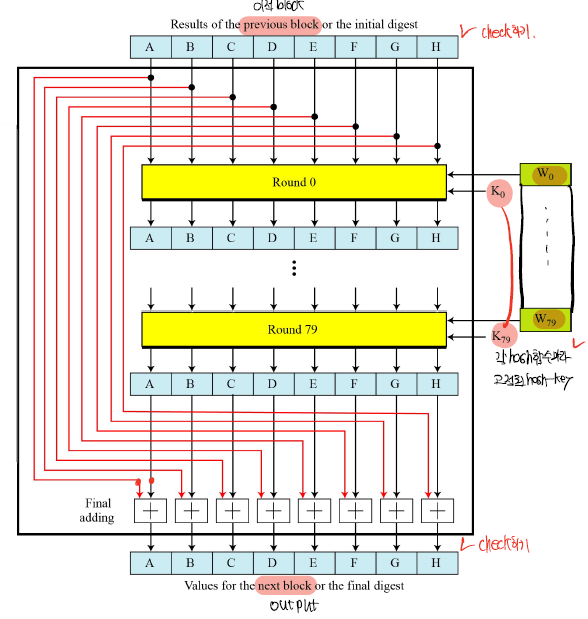 이전 block
Results of the previous block or the initial digest
check하기.
A B C D E F G H
Round 0
W0
K0
A B C D E F G H
Round 79
W79
K79
각 hash함수마다
고정된 hash-key
A B C D E F G H
Final
adding
check하기
A B C D E F G H
Values for the next block or the final digest
output